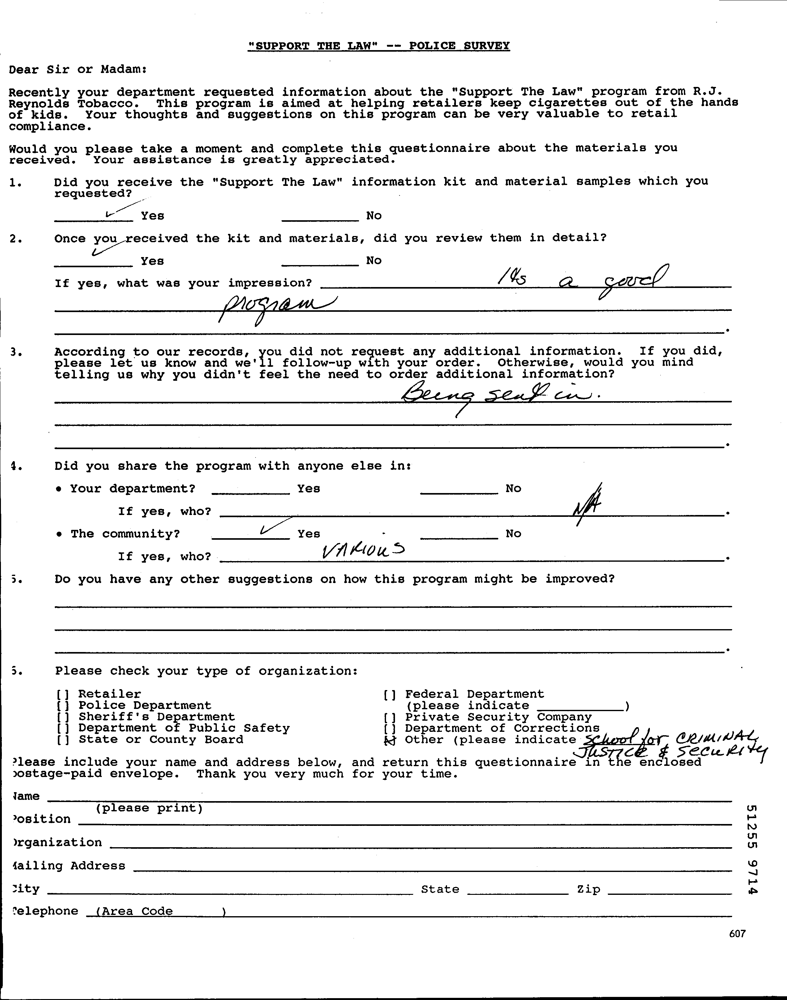 "SUPPORT THE LAW" -- POLICE SURVEY
Dear Sir or Madam:
Recently your department requested information about the "Support The Law" program from R.J.
Reynolds Tobacco. This program is aimed at helping retailers keep cigarettes out of the hands
of kids. Your thoughts and suggestions on this program can be very valuable to retail
compliance.
Would you please take a moment and complete this questionnaire about the materials you
received. Your assistance is greatly appreciated.
1. Did you receive the "Support The Law" information kit and material samples which you
requested?
✓ Yes No
2. Once you received the kit and materials, did you review them in detail?
✓ Yes No
If yes, what was your impression? It's a good
program
3. According to our records, you did not request any additional information. If you did,
please let us know and we'll follow-up with your order. Otherwise, would you mind
telling us why you didn't feel the need to order additional information?
Being sent in.
4. Did you share the program with anyone else in:
• Your department? Yes No
If yes, who? N/A
• The community? ✓ Yes No
If yes, who? VARIOUS
5. Do you have any other suggestions on how this program might be improved?
5. Please check your type of organization:
[] Retailer [] Federal Department
[] Police Department (please indicate )
[] Sheriff's Department [] Private Security Company
[] Department of Public Safety [] Department of Corrections
[] State or County Board [✓] Other (please indicate School for CRIMINAL
JUSTICE & SECURITY
Please include your name and address below, and return this questionnaire in the enclosed
postage-paid envelope. Thank you very much for your time.
Name
(please print)
Position
Organization
Mailing Address
City State Zip
Telephone (Area Code )
51255 9714
607